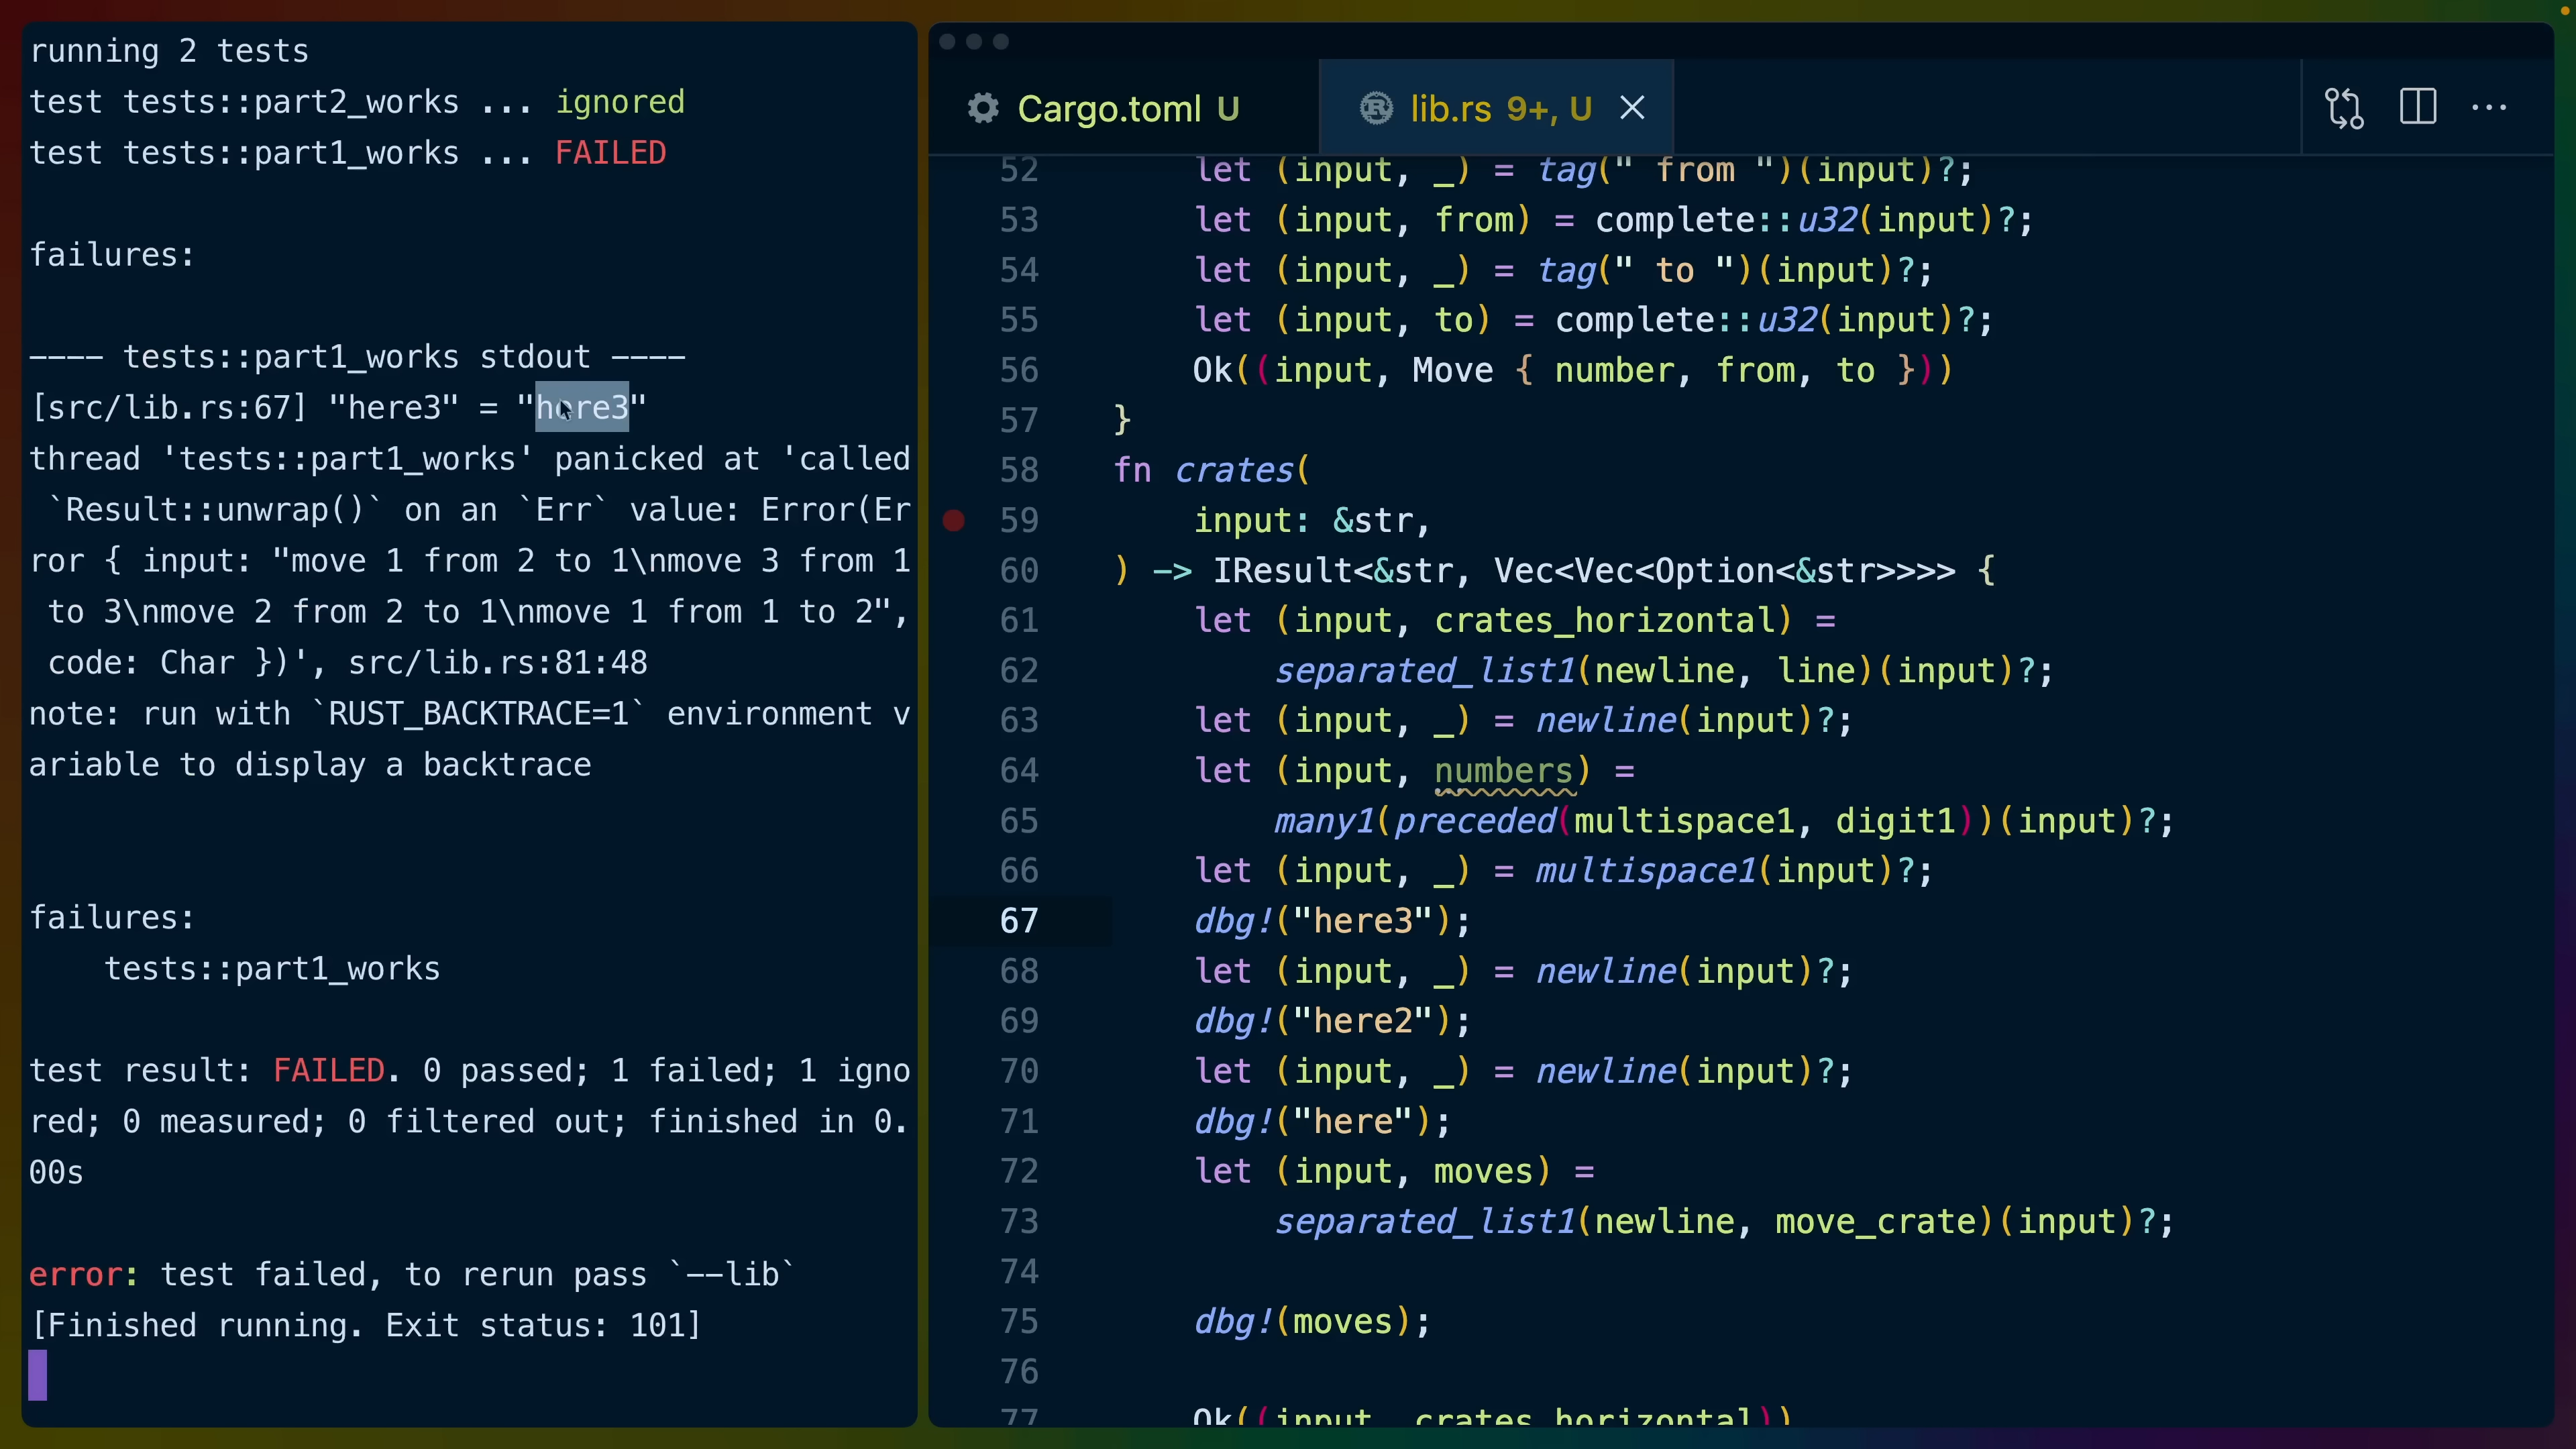 running 2 tests
test tests::part2_works ... ignored
test tests::part1_works ... FAILED
failures:
---- tests::part1_works stdout ----
[src/lib.rs:67] "here3" = "here3"
thread 'tests::part1_works' panicked at 'called
`Result::unwrap()` on an `Err` value: Error(Er
ror { input: "move 1 from 2 to 1\nmove 3 from 1
to 3\nmove 2 from 2 to 1\nmove 1 from 1 to 2",
code: Char })', src/lib.rs:81:48
note: run with `RUST_BACKTRACE=1` environment v
ariable to display a backtrace
failures:
tests::part1_works
test result: FAILED. 0 passed; 1 failed; 1 igno
red; 0 measured; 0 filtered out; finished in 0.
00s
error: test failed, to rerun pass `--lib`
[Finished running. Exit status: 101]
Cargo.toml U
lib.rs 9+, U
52 let (input, _) = tag(" from ")(input)?;
53 let (input, from) = complete::u32(input)?;
54 let (input, _) = tag(" to ")(input)?;
55 let (input, to) = complete::u32(input)?;
56 Ok((input, Move { number, from, to }))
57 }
58 fn crates(
59 input: &str,
60 ) -> IResult<&str, Vec<Vec<Option<&str>>>> {
61 let (input, crates_horizontal) =
62 separated_list1(newline, line)(input)?;
63 let (input, _) = newline(input)?;
64 let (input, numbers) =
65 many1(preceded(multispace1, digit1))(input)?;
66 let (input, _) = multispace1(input)?;
67 dbg!("here3");
68 let (input, _) = newline(input)?;
69 dbg!("here2");
70 let (input, _) = newline(input)?;
71 dbg!("here");
72 let (input, moves) =
73 separated_list1(newline, move_crate)(input)?;
74
75 dbg!(moves);
76
77 Ok((input, crates_horizontal))